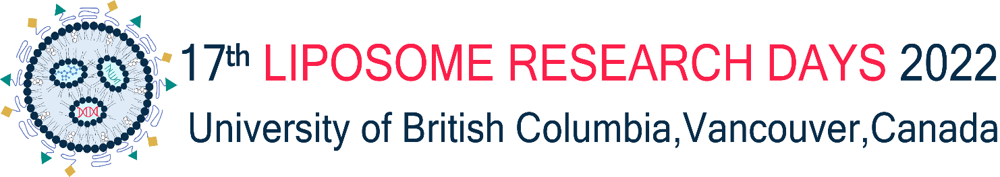 17th LIPOSOME RESEARCH DAYS 2022
University of British Columbia,Vancouver,Canada